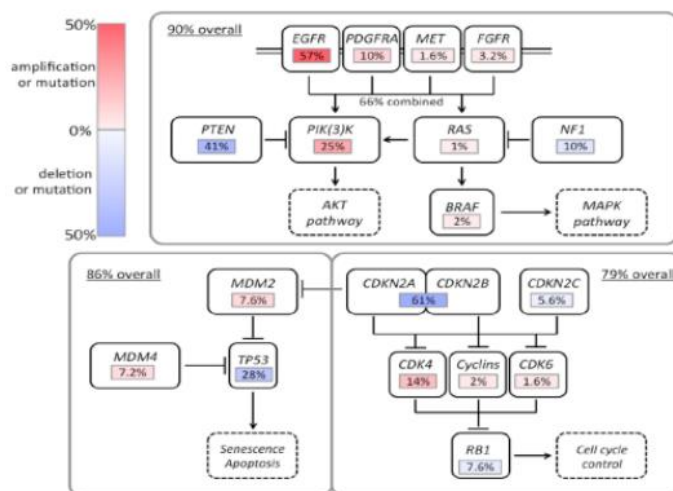 50%
amplification
or mutation
0%
deletion
or mutation
50%
90% overall
EGFR PDGFRA MET FGFR
57% 10% 1.6% 3.2%
66% combined
PTEN PIK(3)K RAS NF1
41% 25% 1% 10%
AKT
pathway
BRAF
2%
MAPK
pathway
86% overall
MDM2
7.6%
MDM4
7.2%
TP53
28%
Senescence
Apoptosis
79% overall
CDKN2A CDKN2B CDKN2C
61% 5.6%
CDK4 Cyclins CDK6
14% 2% 1.6%
RB1
7.6%
Cell cycle
control